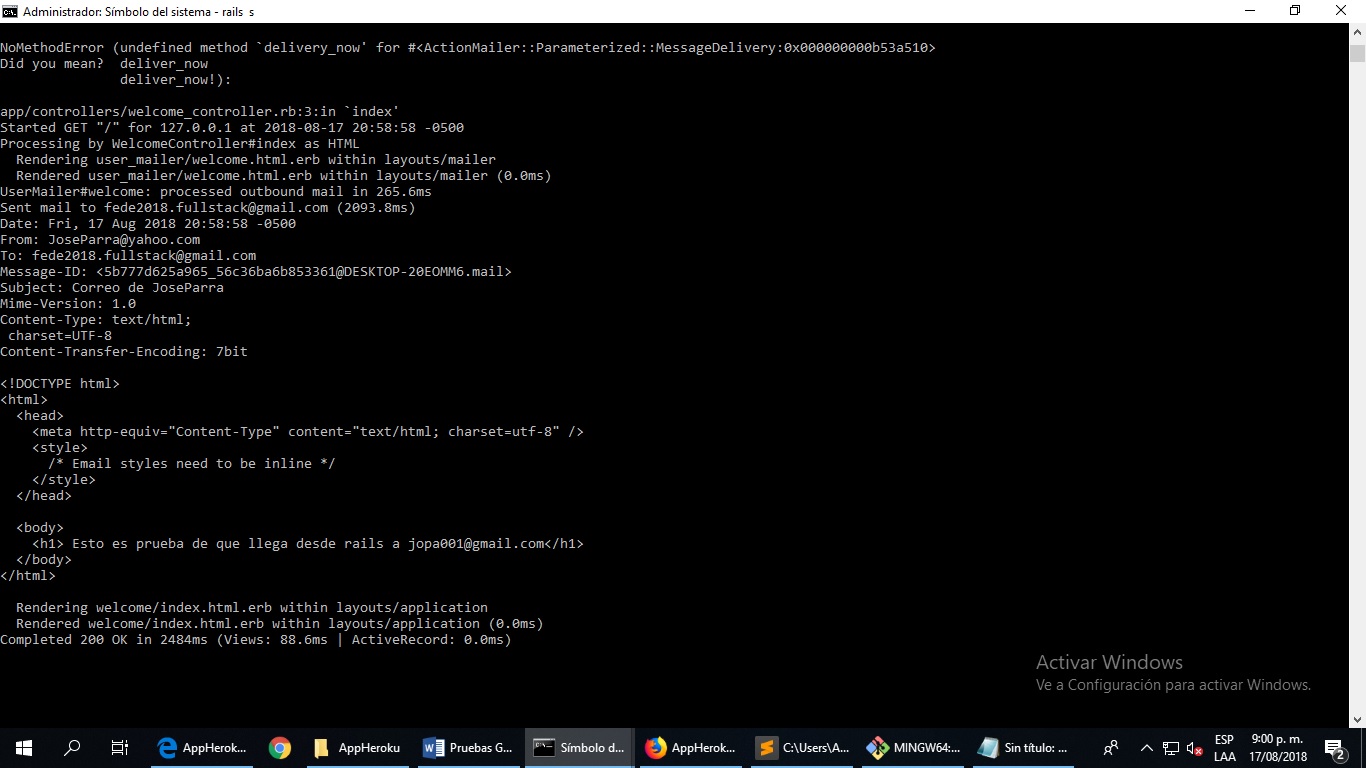 Administrador: Símbolo del sistema - rails  s
NoMethodError (undefined method `delivery_now' for #<ActionMailer::Parameterized::MessageDelivery:0x000000000b53a510>
Did you mean?  deliver_now
               deliver_now!):
app/controllers/welcome_controller.rb:3:in `index'
Started GET "/" for 127.0.0.1 at 2018-08-17 20:58:58 -0500
Processing by WelcomeController#index as HTML
  Rendering user_mailer/welcome.html.erb within layouts/mailer
  Rendered user_mailer/welcome.html.erb within layouts/mailer (0.0ms)
UserMailer#welcome: processed outbound mail in 265.6ms
Sent mail to fede2018.fullstack@gmail.com (2093.8ms)
Date: Fri, 17 Aug 2018 20:58:58 -0500
From: JoseParra@yahoo.com
To: fede2018.fullstack@gmail.com
Message-ID: <5b777d625a965_56c36ba6b853361@DESKTOP-20EOMM6.mail>
Subject: Correo de JoseParra
Mime-Version: 1.0
Content-Type: text/html;
 charset=UTF-8
Content-Transfer-Encoding: 7bit
<!DOCTYPE html>
<html>
  <head>
    <meta http-equiv="Content-Type" content="text/html; charset=utf-8" />
    <style>
      /* Email styles need to be inline */
    </style>
  </head>
  <body>
    <h1> Esto es prueba de que llega desde rails a jopa001@gmail.com</h1>
  </body>
</html>
  Rendering welcome/index.html.erb within layouts/application
  Rendered welcome/index.html.erb within layouts/application (0.0ms)
Completed 200 OK in 2484ms (Views: 88.6ms | ActiveRecord: 0.0ms)
Activar Windows
Ve a Configuración para activar Windows.
AppHerok...
AppHeroku
Pruebas G...
Símbolo d...
AppHerok...
C:\Users\A...
MINGW64:...
Sin título: ...
ESP
LAA
9:00 p. m.
17/08/2018
2